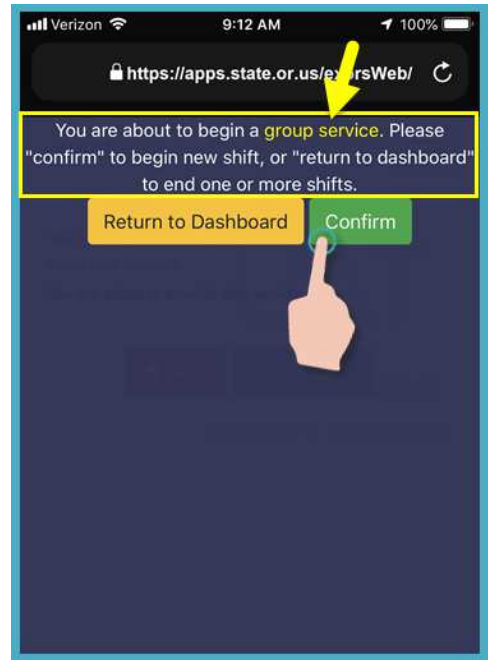 Verizon 9:12 AM 100%
https://apps.state.or.us/exprsWeb/
You are about to begin a group service. Please
"confirm" to begin new shift, or "return to dashboard"
to end one or more shifts.
Return to Dashboard Confirm